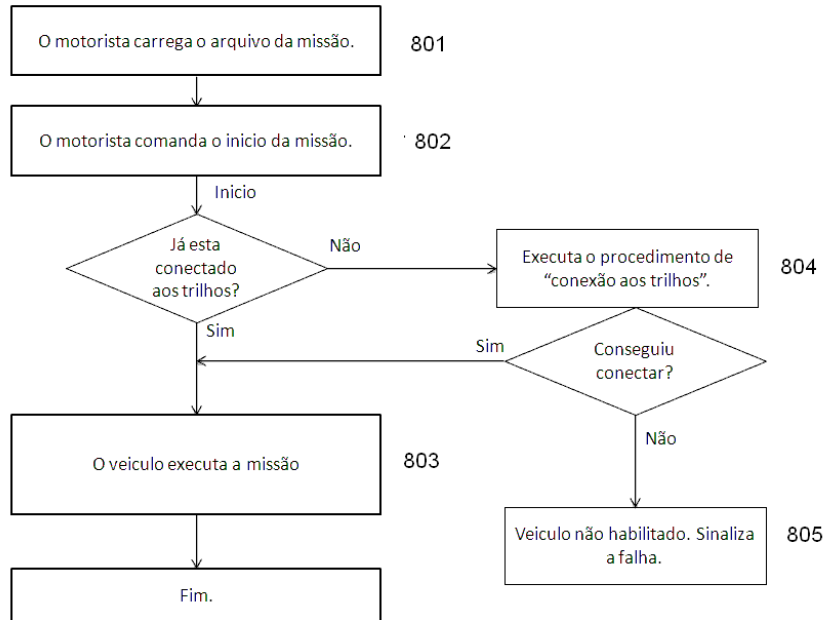 O motorista carrega o arquivo da missão.
801
O motorista comanda o inicio da missão.
802
Inicio
Já esta
conectado
aos trilhos?
Não
Executa o procedimento de
“conexão aos trilhos”.
804
Sim
Sim
Conseguiu
conectar?
Não
O veiculo executa a missão
803
Veiculo não habilitado. Sinaliza
a falha.
805
Fim.